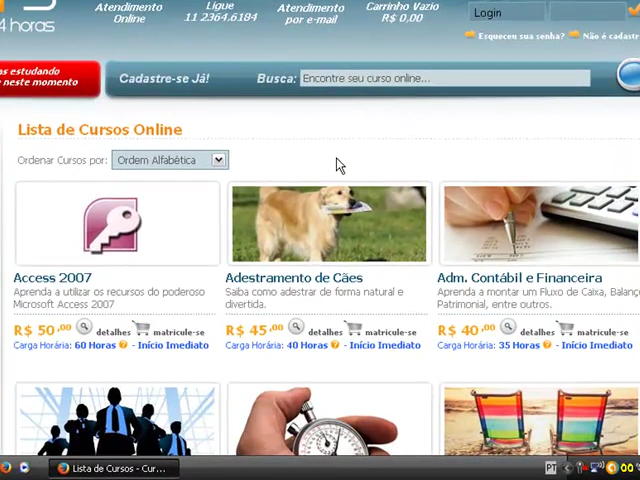 4 horas
Atendimento
Online
Ligue
11 2364.6184
Atendimento
por e-mail
Carrinho Vazio
R$ 0,00
Login
Esqueceu sua senha?
Não é cadastr
as estudando
neste momento
Cadastre-se Já!
Busca:
Encontre seu curso online...
Lista de Cursos Online
Ordenar Cursos por:
Ordem Alfabética
Access 2007
Aprenda a utilizar os recursos do poderoso
Microsoft Access 2007
R$ 50,00
detalhes
matricule-se
Carga Horária: 60 Horas - Início Imediato
Adestramento de Cães
Saiba como adestrar de forma natural e
divertida.
R$ 45,00
detalhes
matricule-se
Carga Horária: 40 Horas - Início Imediato
Adm. Contábil e Financeira
Aprenda a montar um Fluxo de Caixa, Balanço
Patrimonial, entre outros.
R$ 40,00
detalhes
matricule-se
Carga Horária: 35 Horas - Início Imediato
Lista de Cursos - Cur...
PT
00